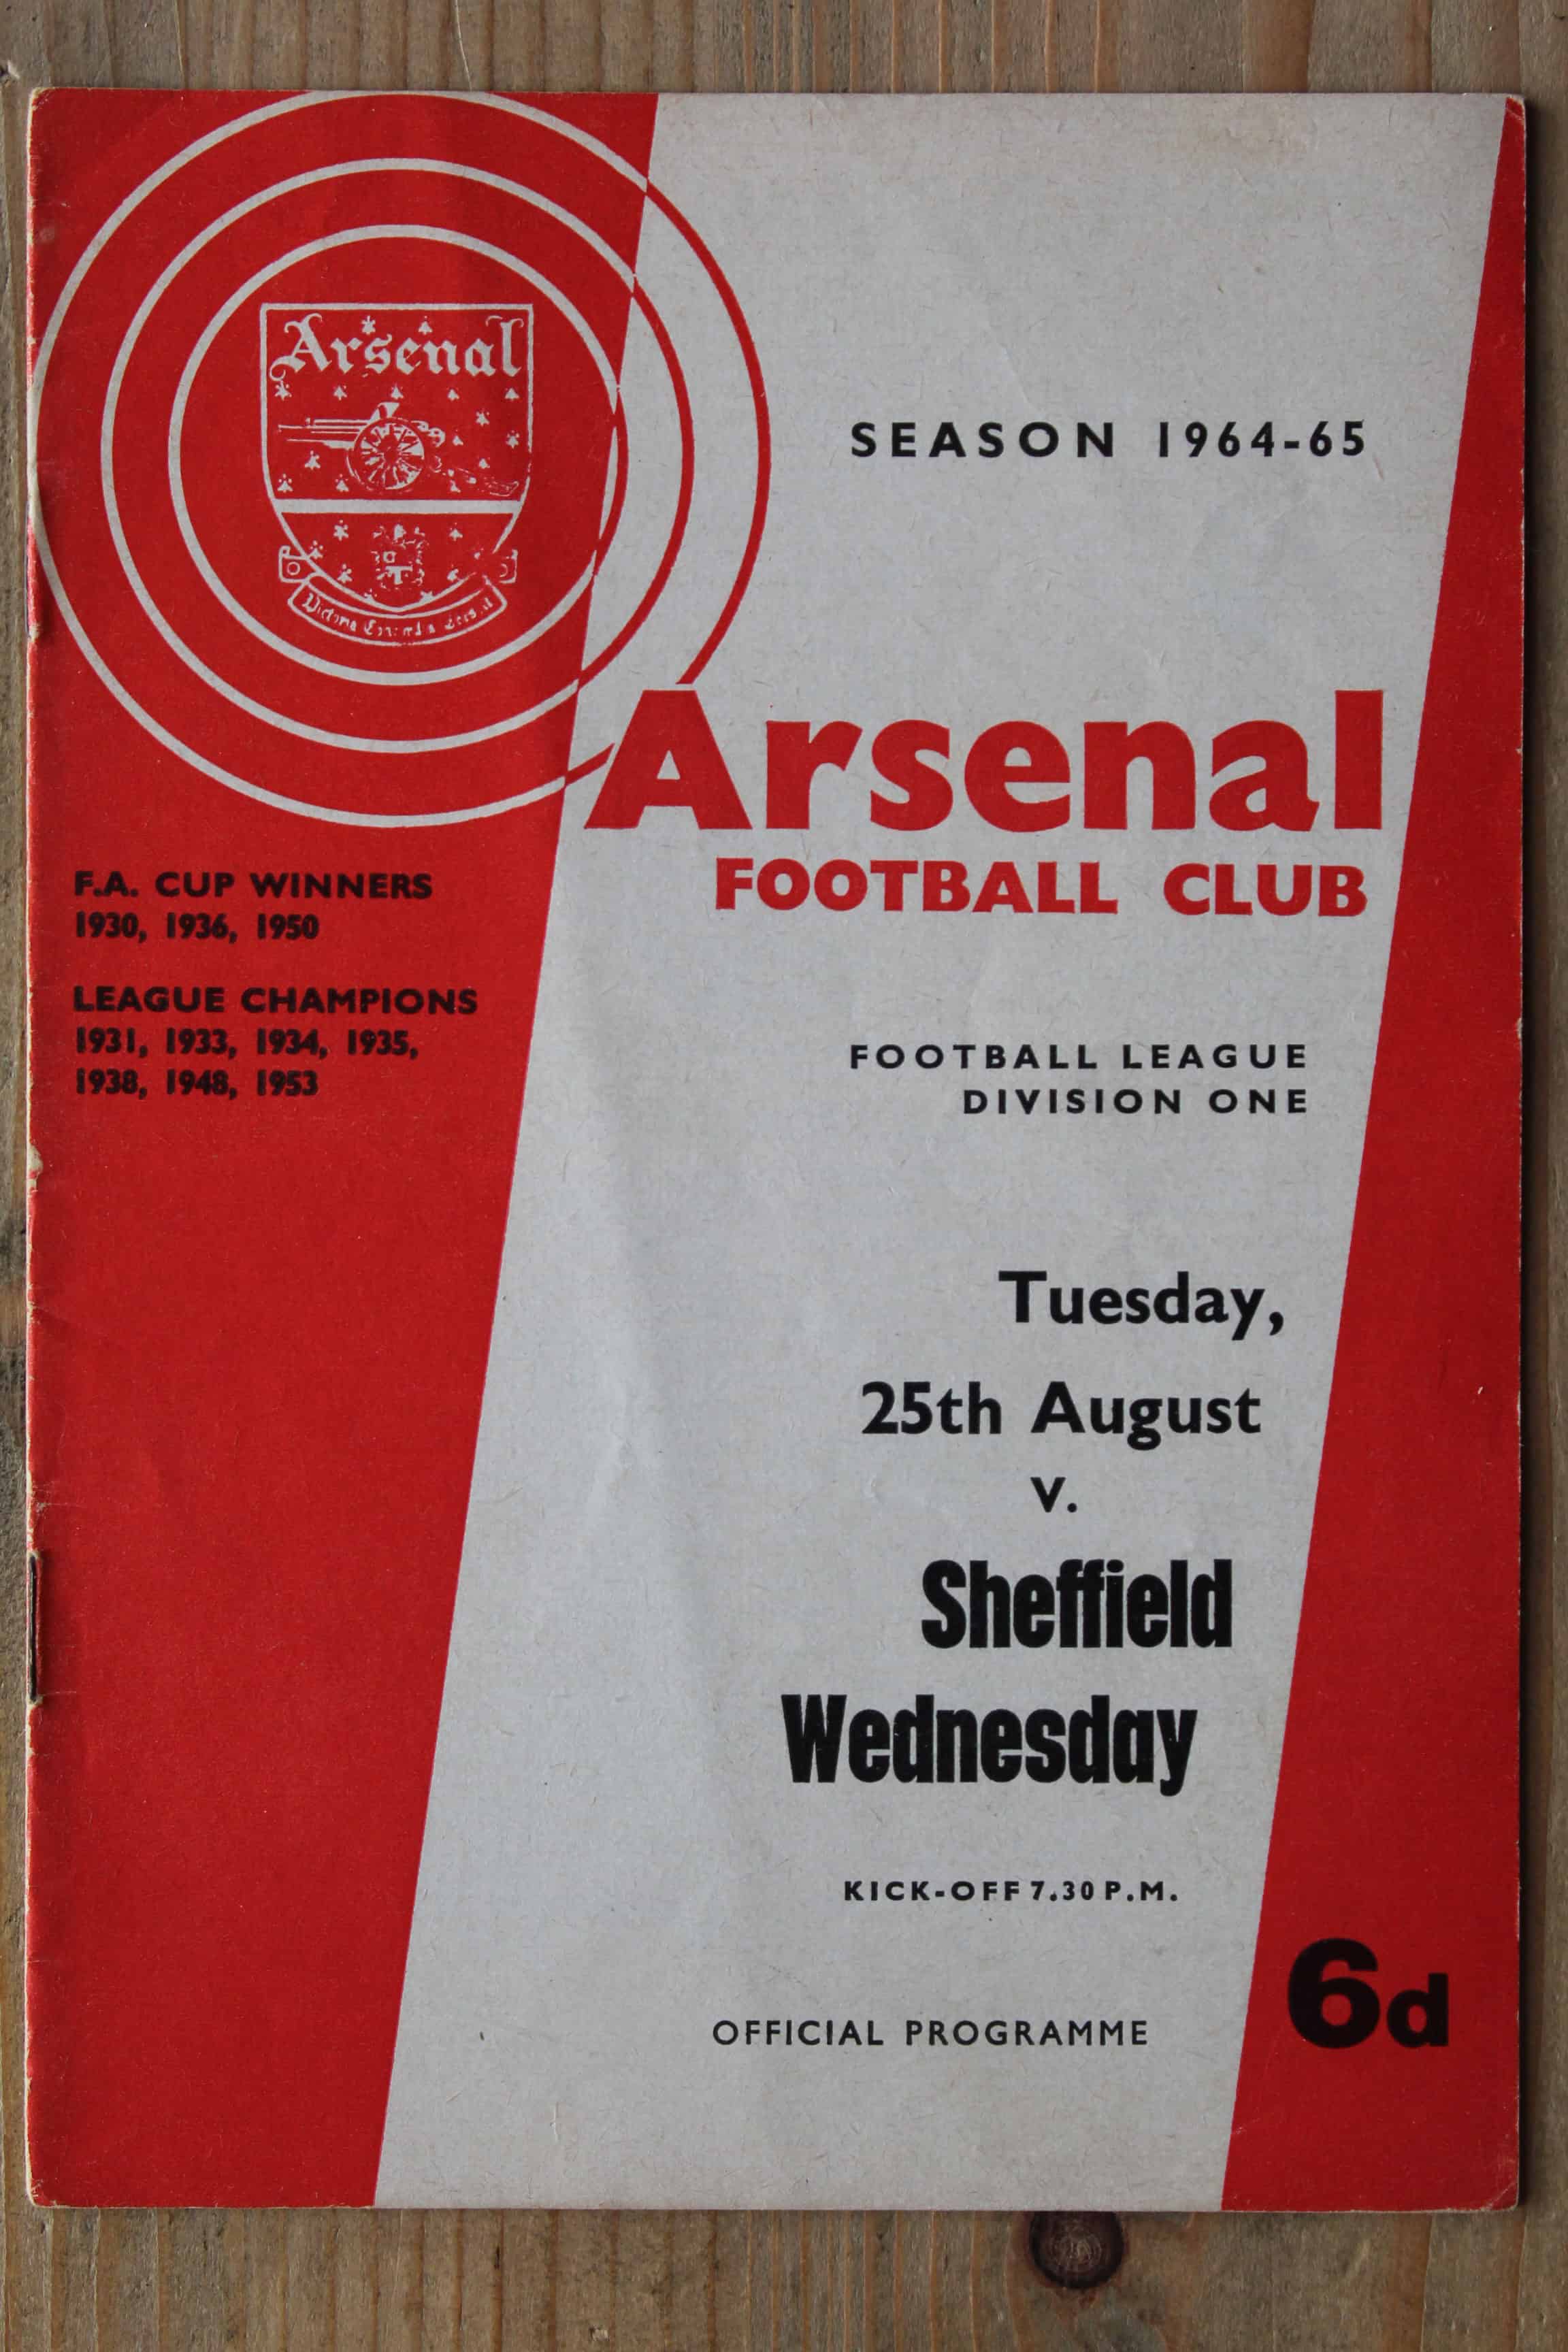 Arsenal
SEASON 1964-65
Arsenal
FOOTBALL CLUB
F.A. CUP WINNERS
1930, 1936, 1950
LEAGUE CHAMPIONS
1931, 1933, 1934, 1935,
1938, 1948, 1953
FOOTBALL LEAGUE
DIVISION ONE
Tuesday,
25th August
v.
Sheffield
Wednesday
KICK-OFF 7.30 P.M.
OFFICIAL PROGRAMME
6d